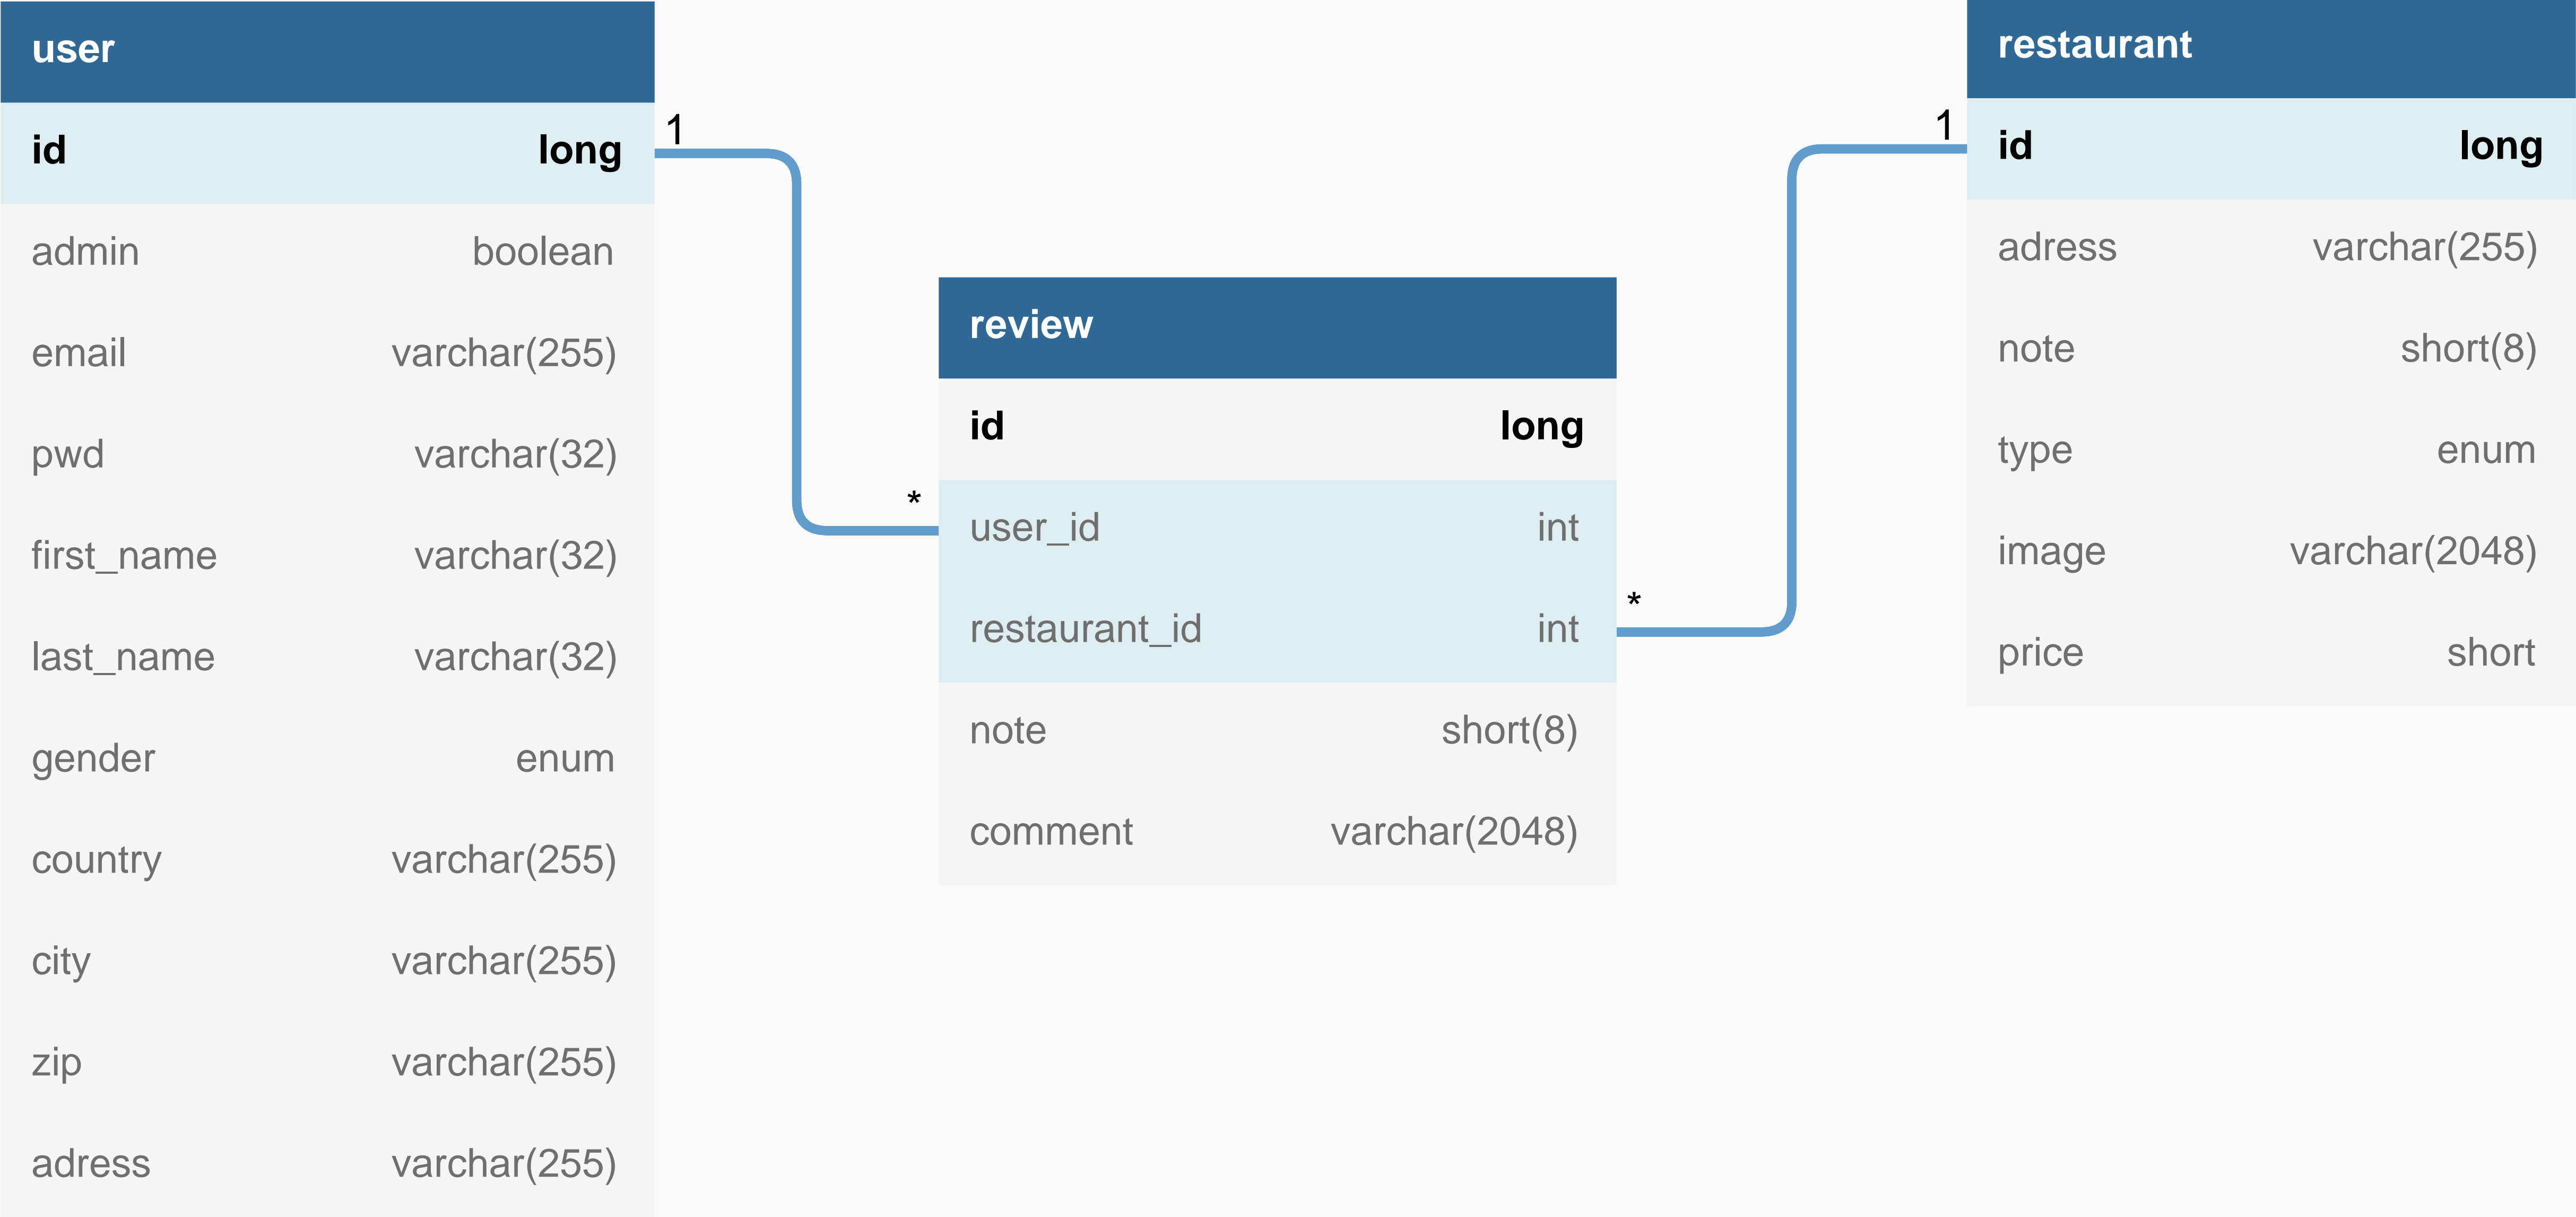 user
id long
admin boolean
email varchar(255)
pwd varchar(32)
first_name varchar(32)
last_name varchar(32)
gender enum
country varchar(255)
city varchar(255)
zip varchar(255)
adress varchar(255)
1
*
review
id long
user_id int
restaurant_id int
note short(8)
comment varchar(2048)
*
1
restaurant
id long
adress varchar(255)
note short(8)
type enum
image varchar(2048)
price short